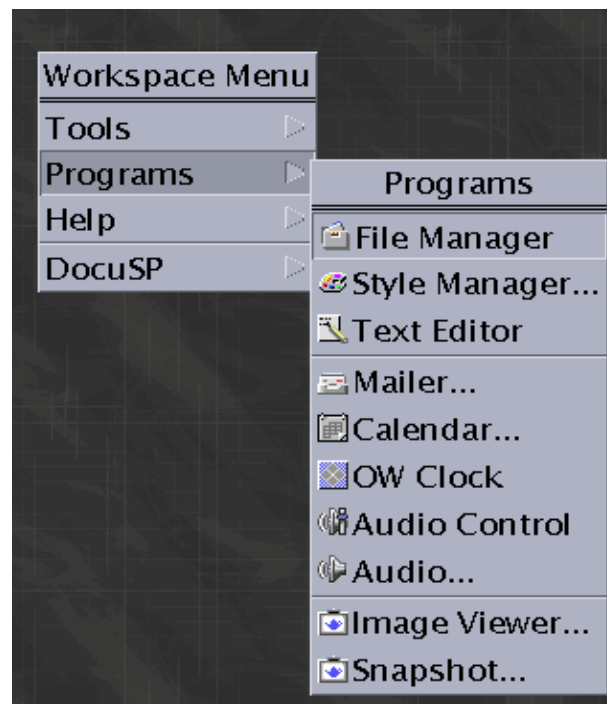 Workspace Menu
Tools
Programs
Help
DocuSP
Programs
File Manager
Style Manager...
Text Editor
Mailer...
Calendar...
OW Clock
Audio Control
Audio...
Image Viewer...
Snapshot...